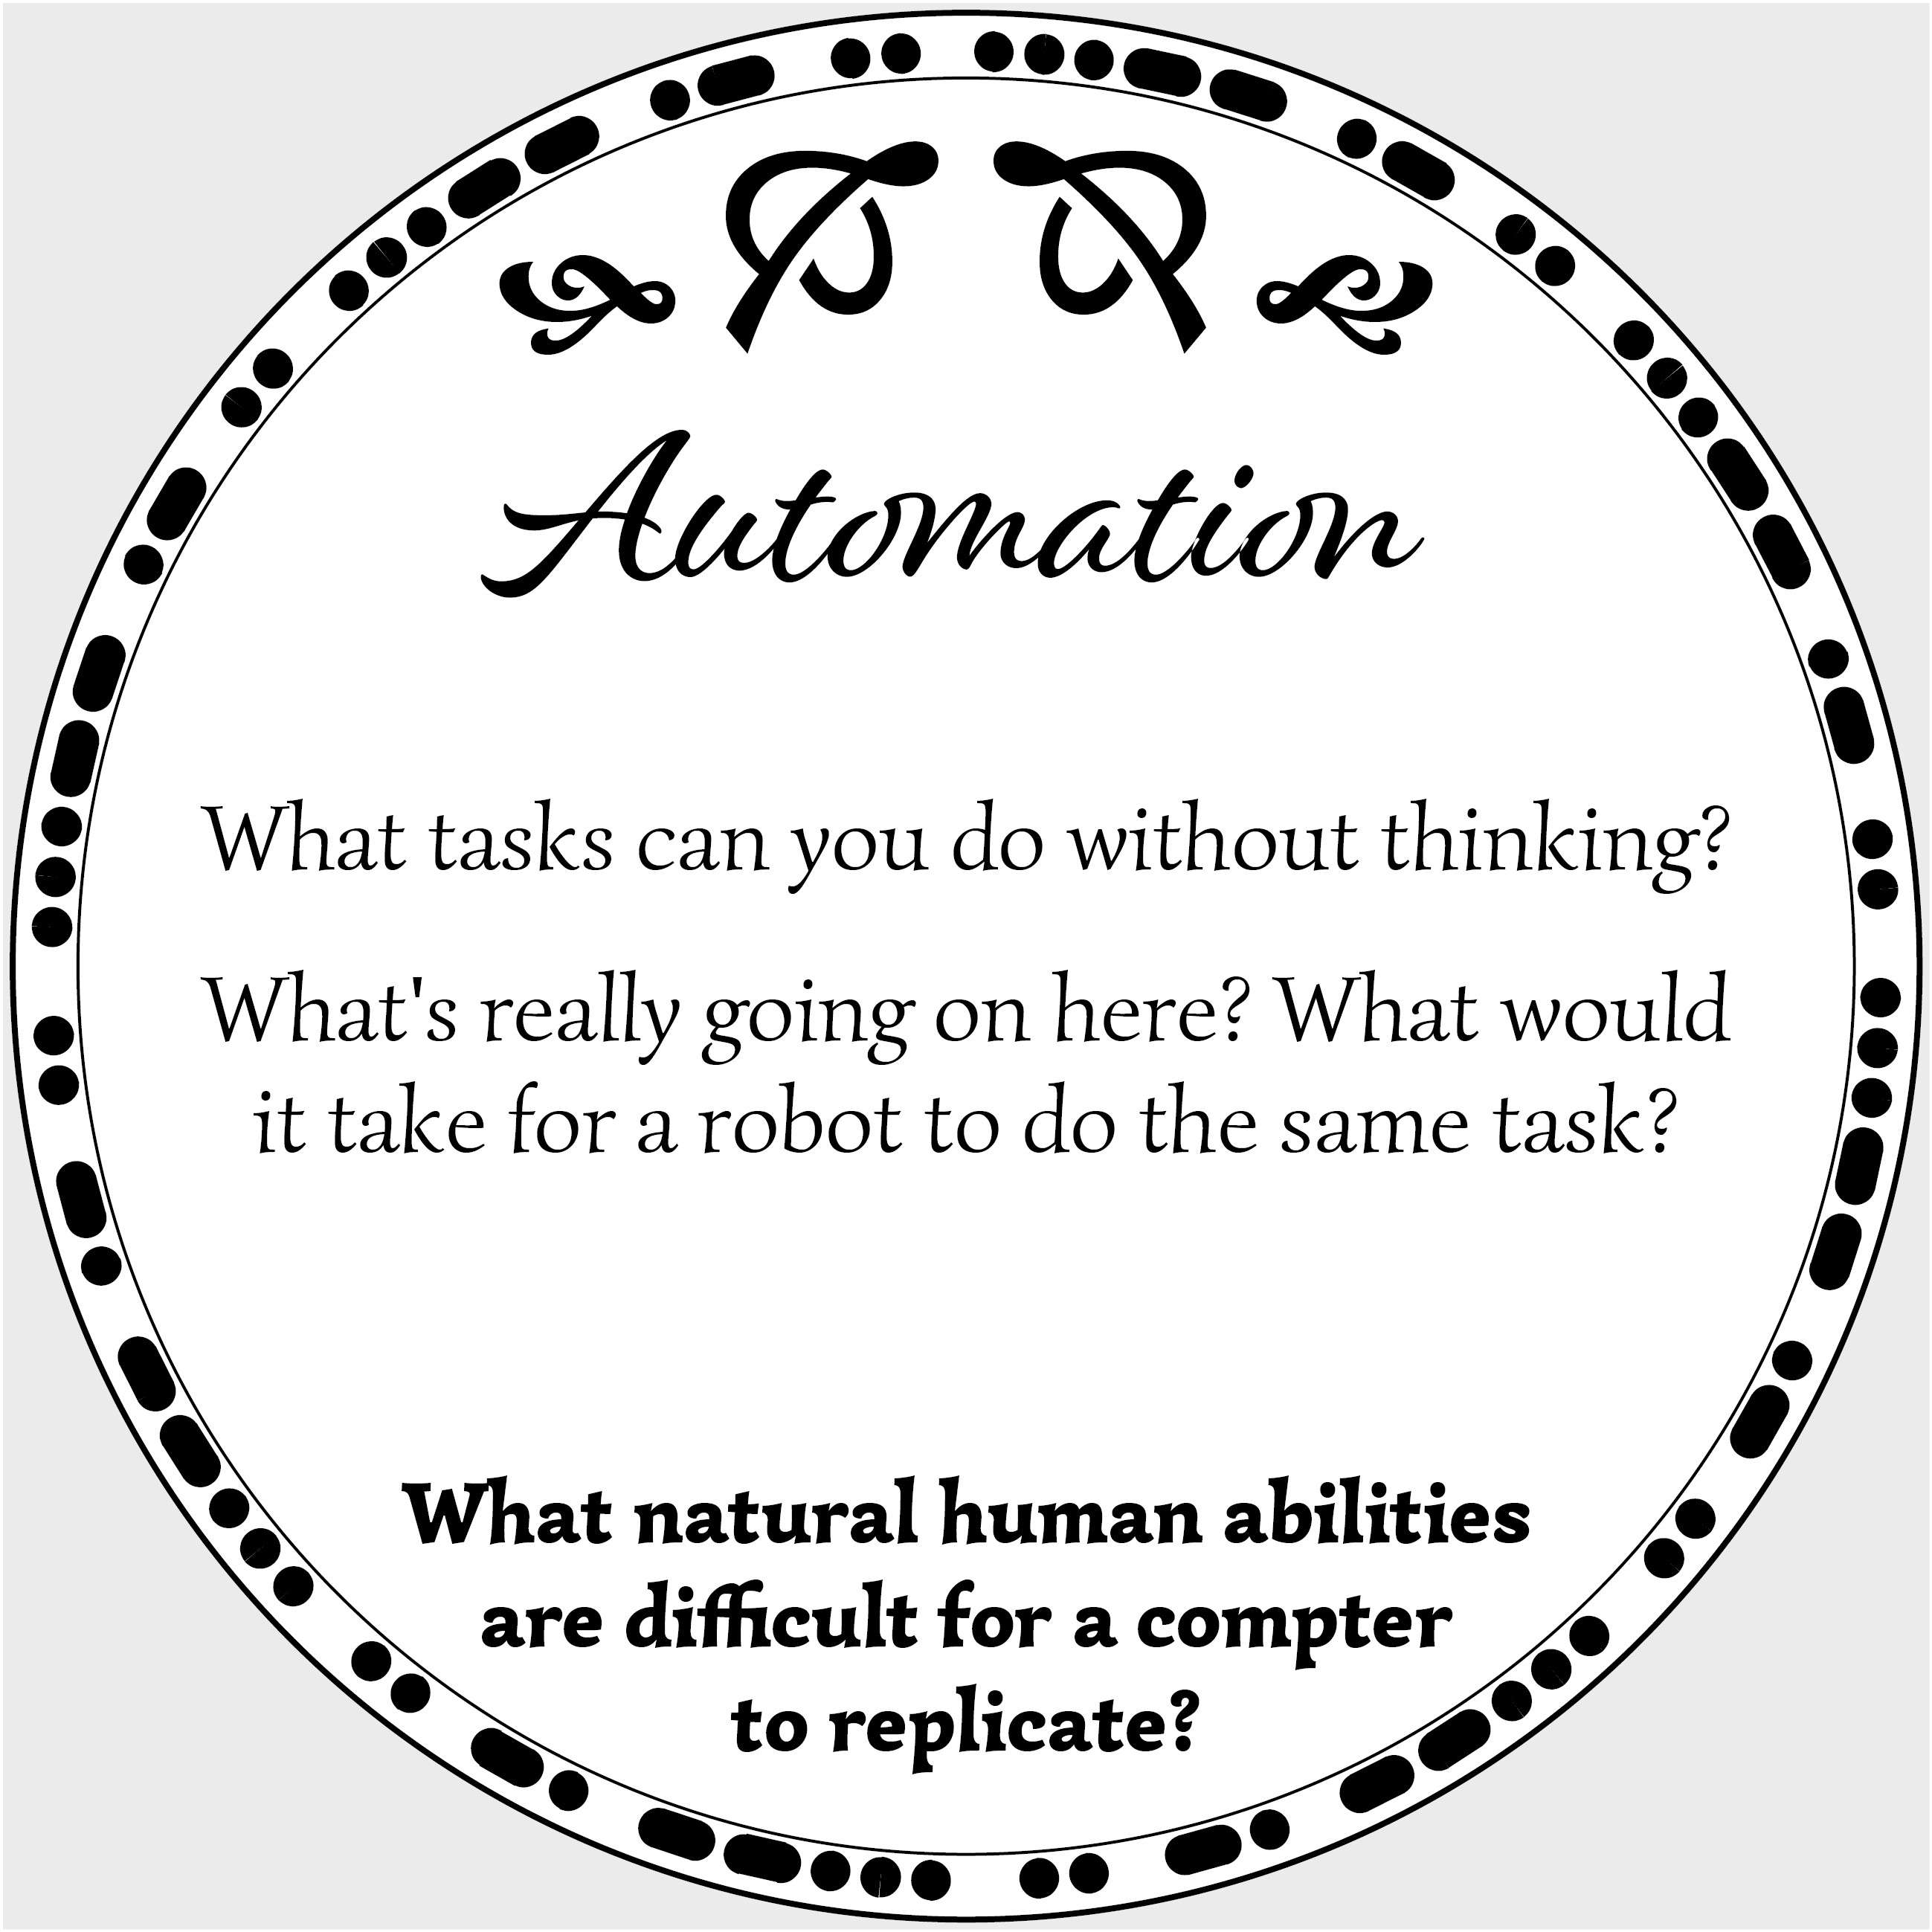 Automation
What tasks can you do without thinking?
What's really going on here? What would
it take for a robot to do the same task?
What natural human abilities
are difficult for a compter
to replicate?